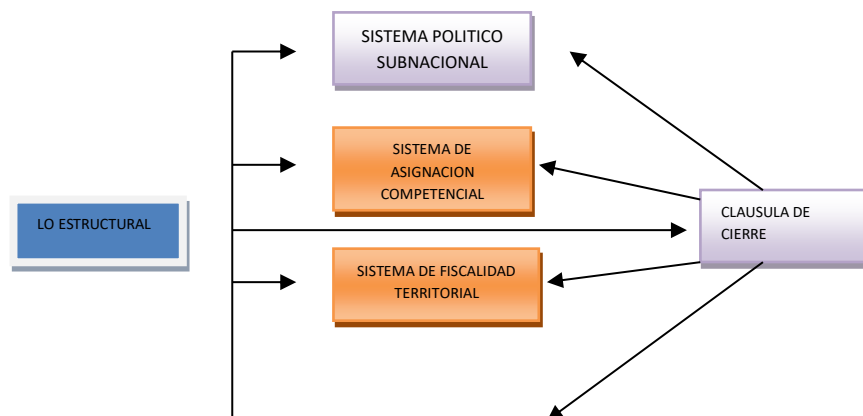 SISTEMA POLITICO
SUBNACIONAL
SISTEMA DE
ASIGNACION
COMPETENCIAL
LO ESTRUCTURAL
CLAUSULA DE
CIERRE
SISTEMA DE FISCALIDAD
TERRITORIAL